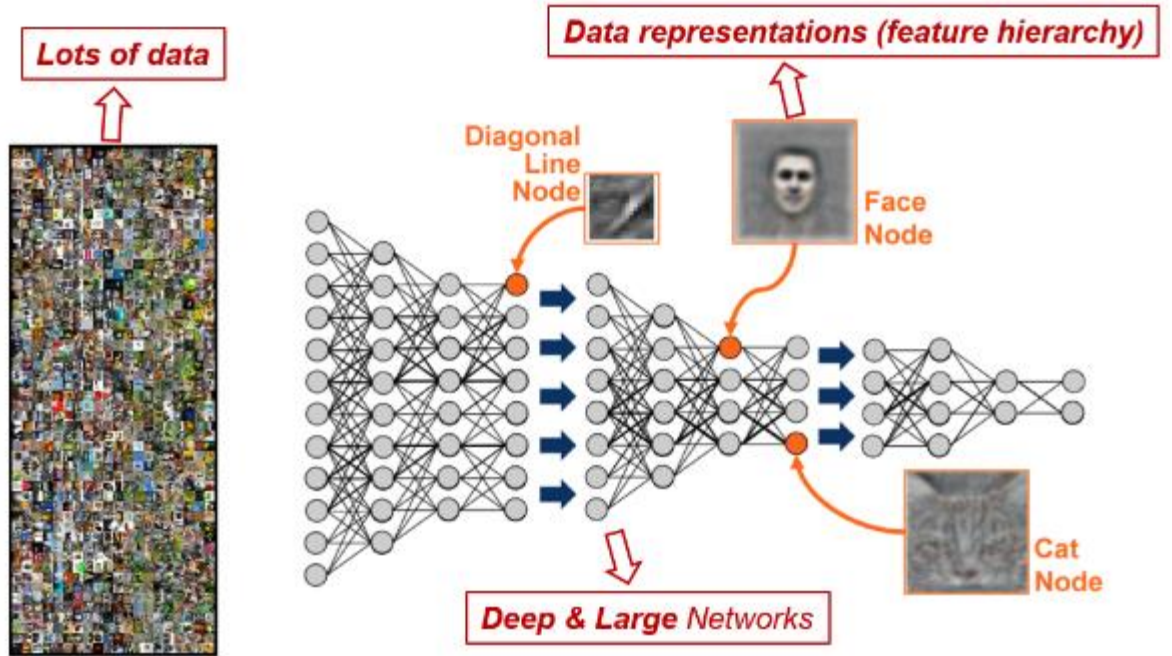 Lots of data
Data representations (feature hierarchy)
Diagonal
Line
Node
Face
Node
Cat
Node
Deep & Large Networks